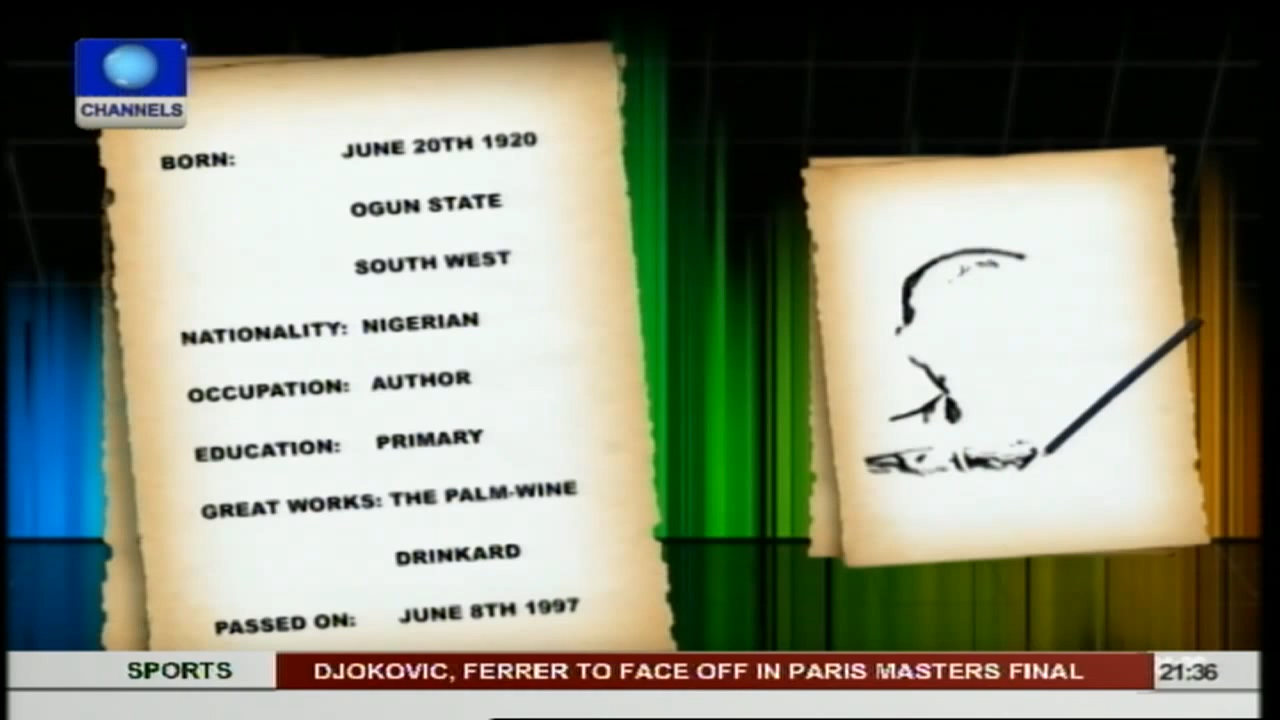 CHANNELS
BORN: JUNE 20TH 1920
OGUN STATE
SOUTH WEST
NATIONALITY: NIGERIAN
OCCUPATION: AUTHOR
EDUCATION: PRIMARY
GREAT WORKS: THE PALM-WINE
DRINKARD
PASSED ON: JUNE 8TH 1997
SPORTS DJOKOVIC, FERRER TO FACE OFF IN PARIS MASTERS FINAL 21:36